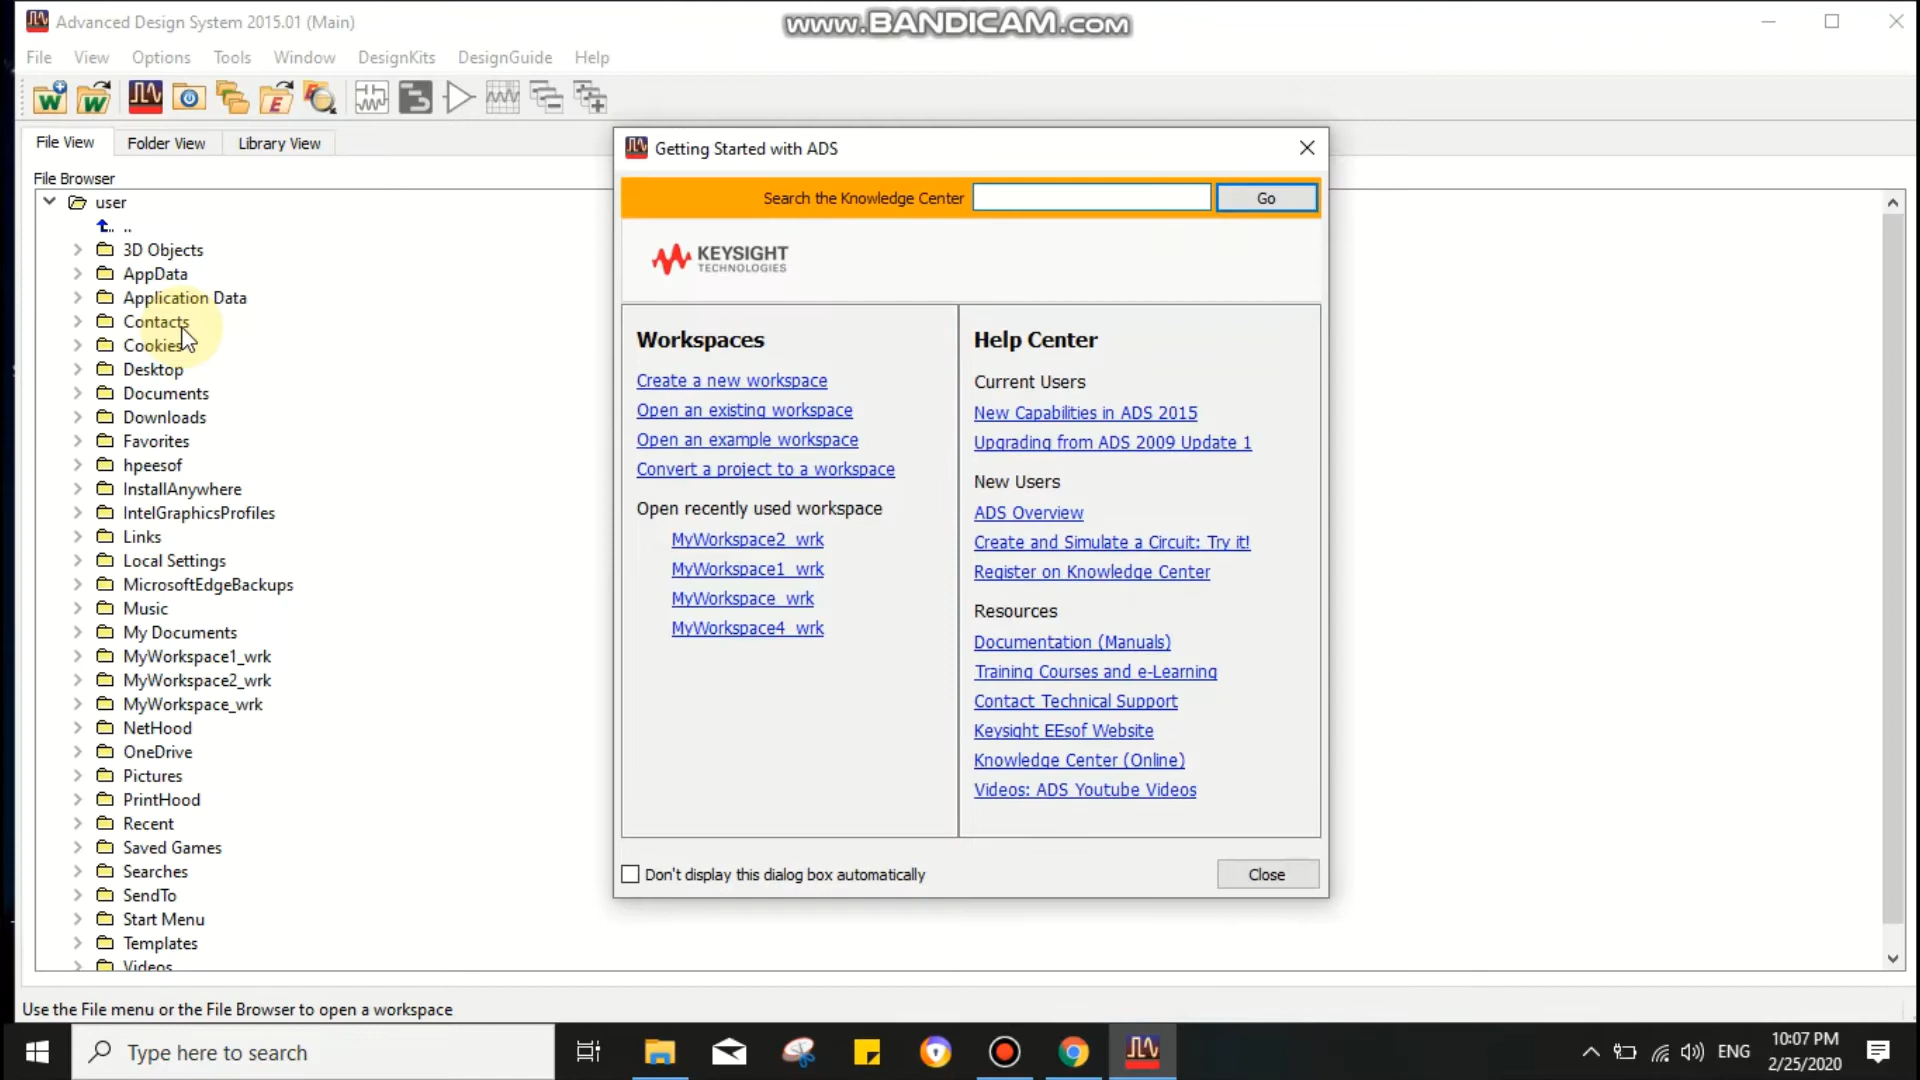 Advanced Design System 2015.01 (Main)
www.BANDICAM.com
File View Options Tools Window DesignKits DesignGuide Help
File View Folder View Library View
File Browser
user
..
3D Objects
AppData
Application Data
Contacts
Cookies
Desktop
Documents
Downloads
Favorites
hpeesof
InstallAnywhere
IntelGraphicsProfiles
Links
Local Settings
MicrosoftEdgeBackups
Music
My Documents
MyWorkspace1_wrk
MyWorkspace2_wrk
MyWorkspace_wrk
NetHood
OneDrive
Pictures
PrintHood
Recent
Saved Games
Searches
SendTo
Start Menu
Templates
Videos
Getting Started with ADS
Search the Knowledge Center Go
KEYSIGHT
TECHNOLOGIES
Workspaces
Create a new workspace
Open an existing workspace
Open an example workspace
Convert a project to a workspace
Open recently used workspace
MyWorkspace2_wrk
MyWorkspace1_wrk
MyWorkspace_wrk
MyWorkspace4_wrk
Help Center
Current Users
New Capabilities in ADS 2015
Upgrading from ADS 2009 Update 1
New Users
ADS Overview
Create and Simulate a Circuit: Try it!
Register on Knowledge Center
Resources
Documentation (Manuals)
Training Courses and e-Learning
Contact Technical Support
Keysight EEsof Website
Knowledge Center (Online)
Videos: ADS Youtube Videos
Don't display this dialog box automatically Close
Use the File menu or the File Browser to open a workspace
Type here to search
ENG
10:07 PM
2/25/2020